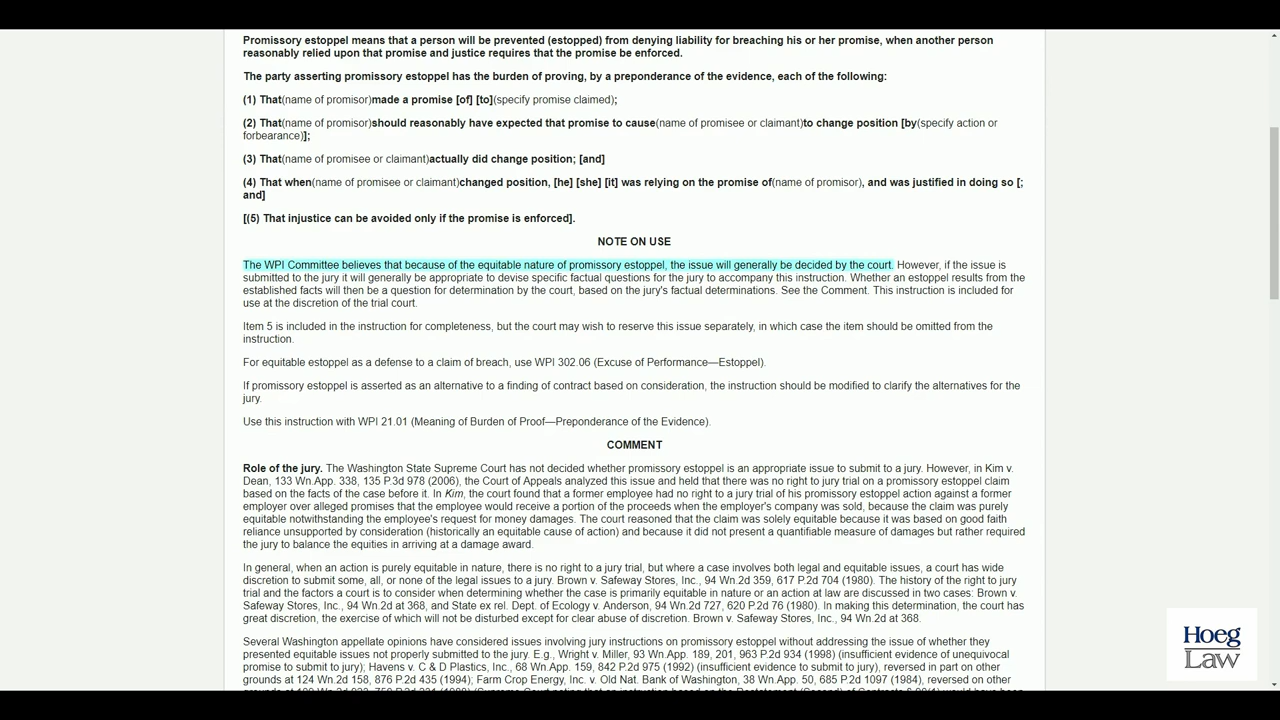 Promissory estoppel means that a person will be prevented (estopped) from denying liability for breaching his or her promise, when another person
reasonably relied upon that promise and justice requires that the promise be enforced.
The party asserting promissory estoppel has the burden of proving, by a preponderance of the evidence, each of the following:
(1) That(name of promisor)made a promise [of] [to](specify promise claimed);
(2) That(name of promisor)should reasonably have expected that promise to cause(name of promisee or claimant)to change position [by(specify action or
forbearance)];
(3) That(name of promisee or claimant)actually did change position; [and]
(4) That when(name of promisee or claimant)changed position, [he] [she] [it] was relying on the promise of(name of promisor), and was justified in doing so [;
and]
[(5) That injustice can be avoided only if the promise is enforced].
NOTE ON USE
The WPI Committee believes that because of the equitable nature of promissory estoppel, the issue will generally be decided by the court. However, if the issue is
submitted to the jury it will generally be appropriate to devise specific factual questions for the jury to accompany this instruction. Whether an estoppel results from the
established facts will then be a question for determination by the court, based on the jury's factual determinations. See the Comment. This instruction is included for
use at the discretion of the trial court.
Item 5 is included in the instruction for completeness, but the court may wish to reserve this issue separately, in which case the item should be omitted from the
instruction.
For equitable estoppel as a defense to a claim of breach, use WPI 302.06 (Excuse of Performance—Estoppel).
If promissory estoppel is asserted as an alternative to a finding of contract based on consideration, the instruction should be modified to clarify the alternatives for the
jury.
Use this instruction with WPI 21.01 (Meaning of Burden of Proof—Preponderance of the Evidence).
COMMENT
Role of the jury. The Washington State Supreme Court has not decided whether promissory estoppel is an appropriate issue to submit to a jury. However, in Kim v.
Dean, 133 Wn.App. 338, 135 P.3d 978 (2006), the Court of Appeals analyzed this issue and held that there was no right to jury trial on a promissory estoppel claim
based on the facts of the case before it. In Kim, the court found that a former employee had no right to a jury trial of his promissory estoppel action against a former
employer over alleged promises that the employee would receive a portion of the proceeds when the employer's company was sold, because the claim was purely
equitable notwithstanding the employee's request for money damages. The court reasoned that the claim was solely equitable because it was based on good faith
reliance unsupported by consideration (historically an equitable cause of action) and because it did not present a quantifiable measure of damages but rather required
the jury to balance the equities in arriving at a damage award.
In general, when an action is purely equitable in nature, there is no right to a jury trial, but where a case involves both legal and equitable issues, a court has wide
discretion to submit some, all, or none of the legal issues to a jury. Brown v. Safeway Stores, Inc., 94 Wn.2d 359, 617 P.2d 704 (1980). The history of the right to jury
trial and the factors a court is to consider when determining whether the case is primarily equitable in nature or an action at law are discussed in two cases: Brown v.
Safeway Stores, Inc., 94 Wn.2d at 368, and State ex rel. Dept. of Ecology v. Anderson, 94 Wn.2d 727, 620 P.2d 76 (1980). In making this determination, the court has
great discretion, the exercise of which will not be disturbed except for clear abuse of discretion. Brown v. Safeway Stores, Inc., 94 Wn.2d at 368.
Several Washington appellate opinions have considered issues involving jury instructions on promissory estoppel without addressing the issue of whether they
presented equitable issues not properly submitted to the jury. E.g., Wright v. Miller, 93 Wn.App. 189, 201, 963 P.2d 934 (1998) (insufficient evidence of unequivocal
promise to submit to jury); Havens v. C & D Plastics, Inc., 68 Wn.App. 159, 842 P.2d 975 (1992) (insufficient evidence to submit to jury), reversed in part on other
grounds at 124 Wn.2d 158, 876 P.2d 435 (1994); Farm Crop Energy, Inc. v. Old Nat. Bank of Washington, 38 Wn.App. 50, 685 P.2d 1097 (1984), reversed on other
Hoeg
Law